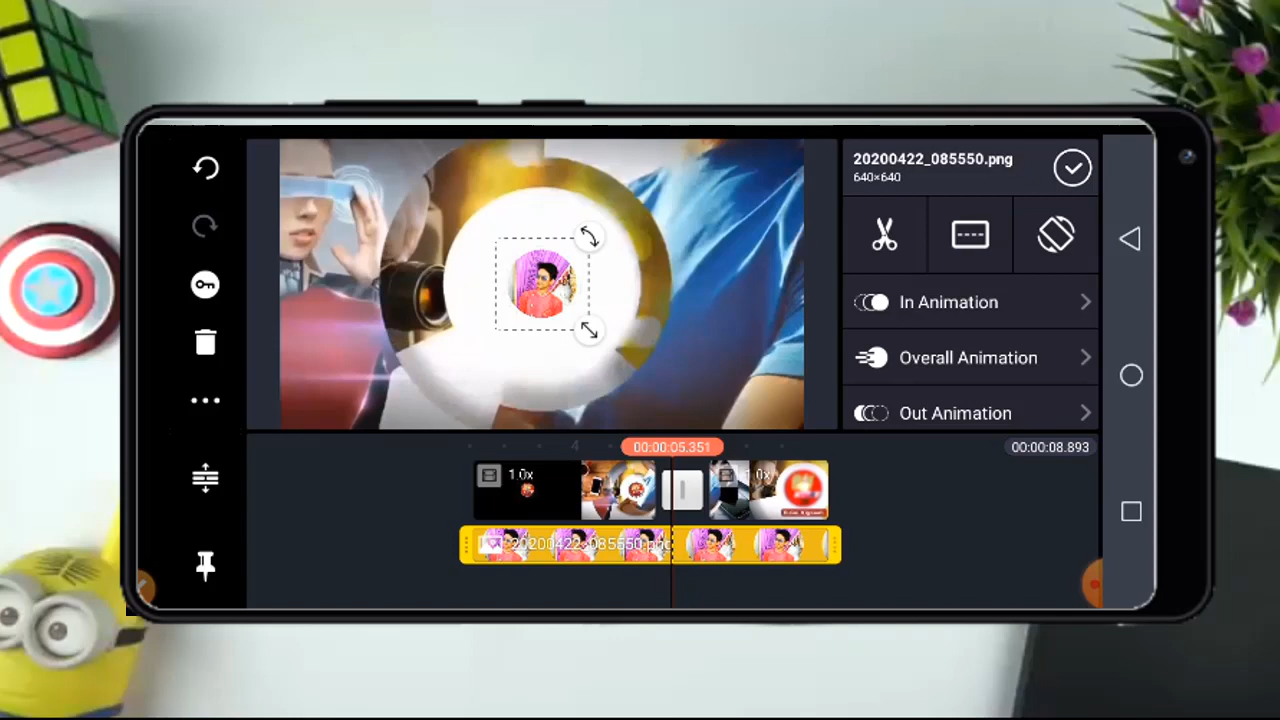 20200422_085550.png
640×640
In Animation
Overall Animation
Out Animation
4
00:00:05.351
00:00:08.893
1.0x
1.0x
20200422_085550.png